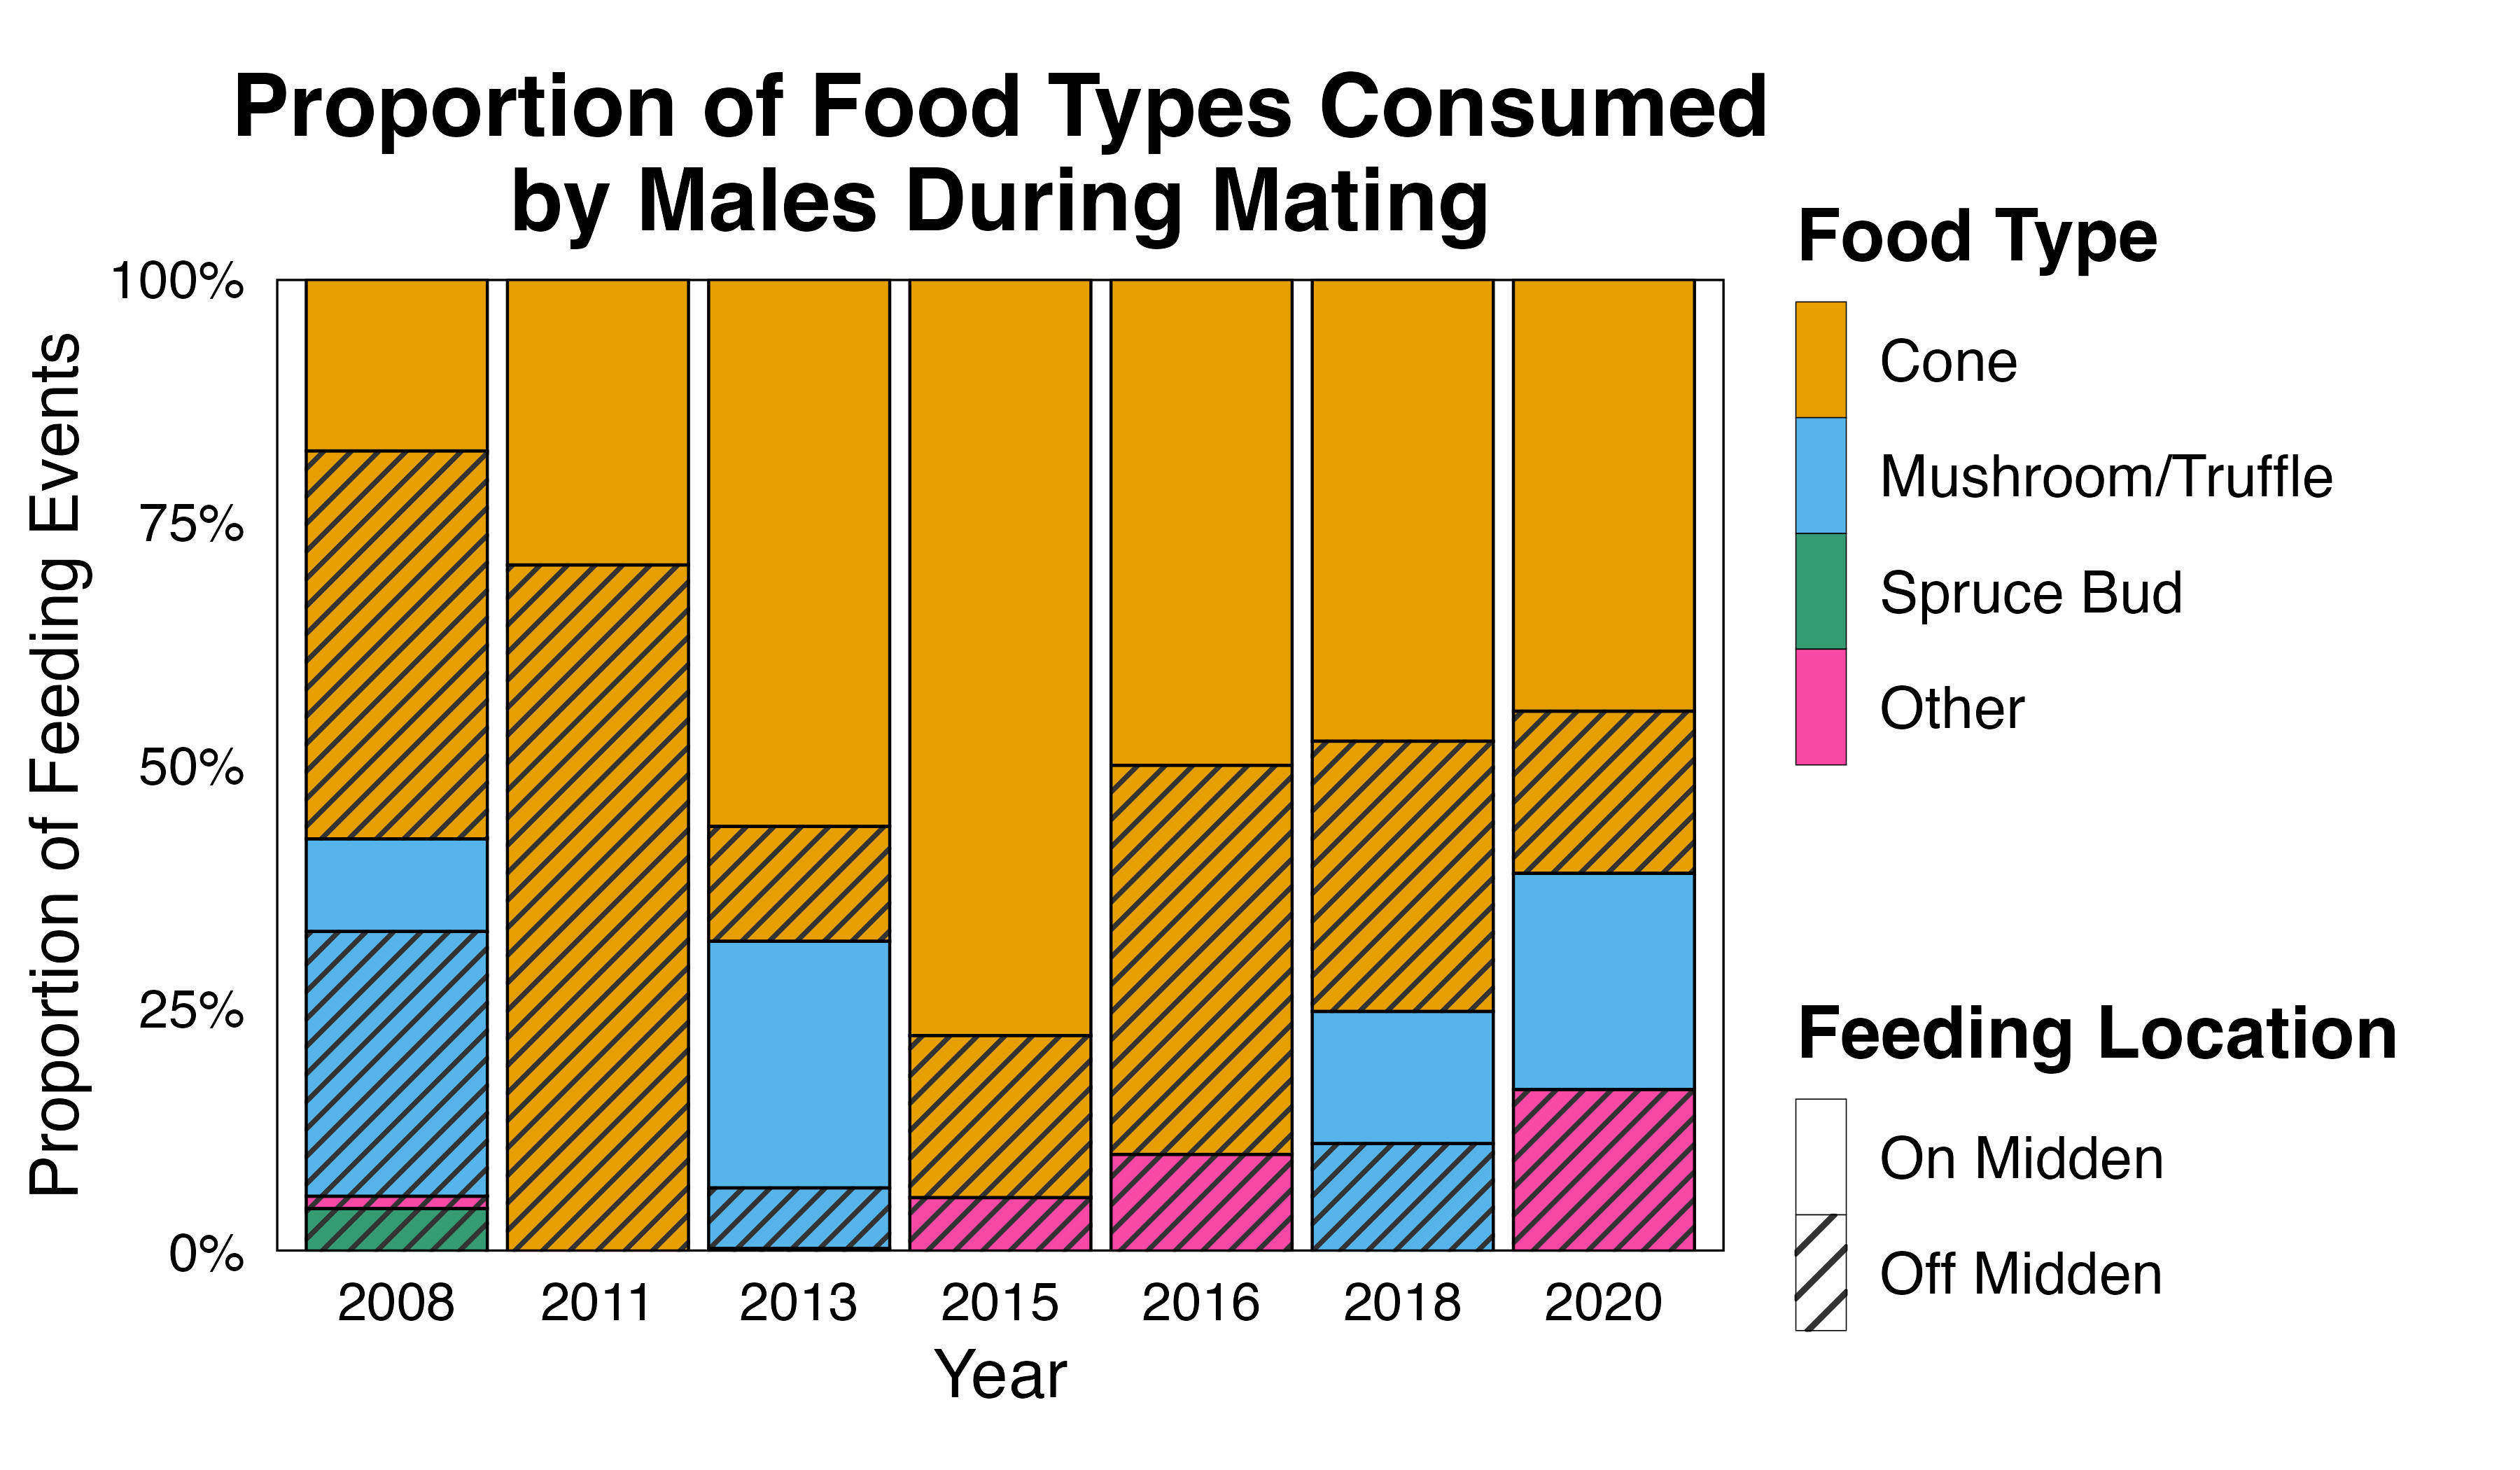 Proportion of Food Types Consumed
by Males During Mating
Proportion of Feeding Events
100%
75%
50%
25%
0%
2008
2011
2013
2015
2016
2018
2020
Year
Food Type
Cone
Mushroom/Truffle
Spruce Bud
Other
Feeding Location
On Midden
Off Midden